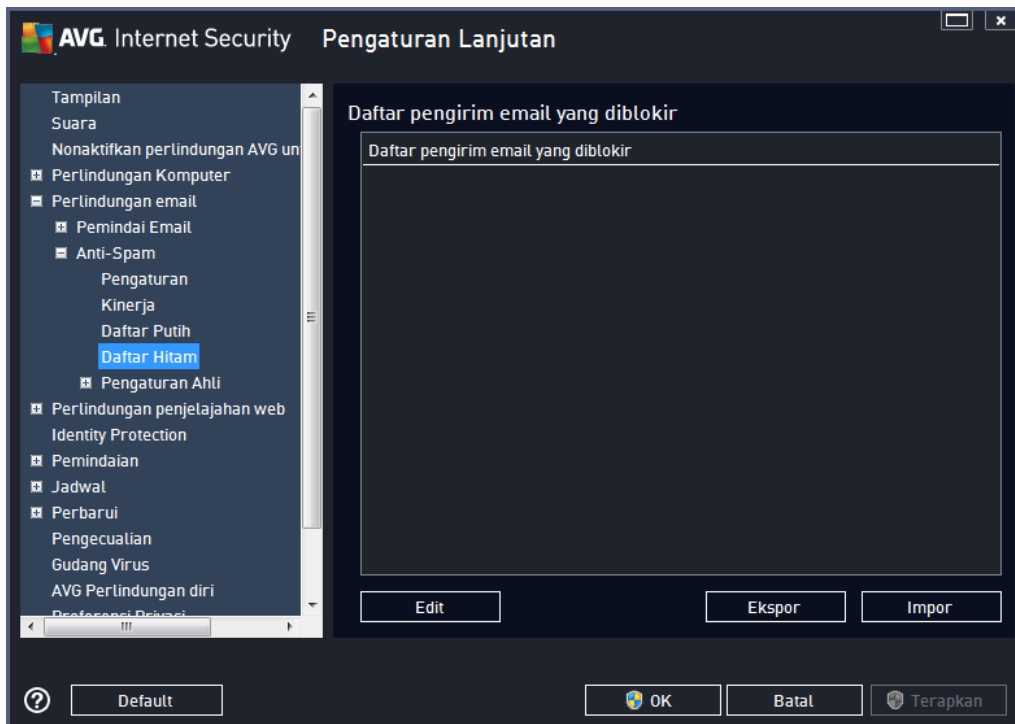 AVG. Internet Security Pengaturan Lanjutan
Tampilan
Suara
Nonaktifkan perlindungan AVG un
Perlindungan Komputer
Perlindungan email
Pemindai Email
Anti-Spam
Pengaturan
Kinerja
Daftar Putih
Daftar Hitam
Pengaturan Ahli
Perlindungan penjelajahan web
Identity Protection
Pemindaian
Jadwal
Perbarui
Pengecualian
Gudang Virus
AVG Perlindungan diri
Preferensi Privasi
Daftar pengirim email yang diblokir
Daftar pengirim email yang diblokir
Edit
Ekspor
Impor
Default
OK
Batal
Terapkan